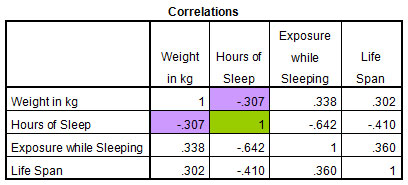 Correlations
Weight in kg Hours of Sleep Exposure while Sleeping Life Span
Weight in kg 1 -.307 .338 .302
Hours of Sleep -.307 1 -.642 -.410
Exposure while Sleeping .338 -.642 1 .360
Life Span .302 -.410 .360 1